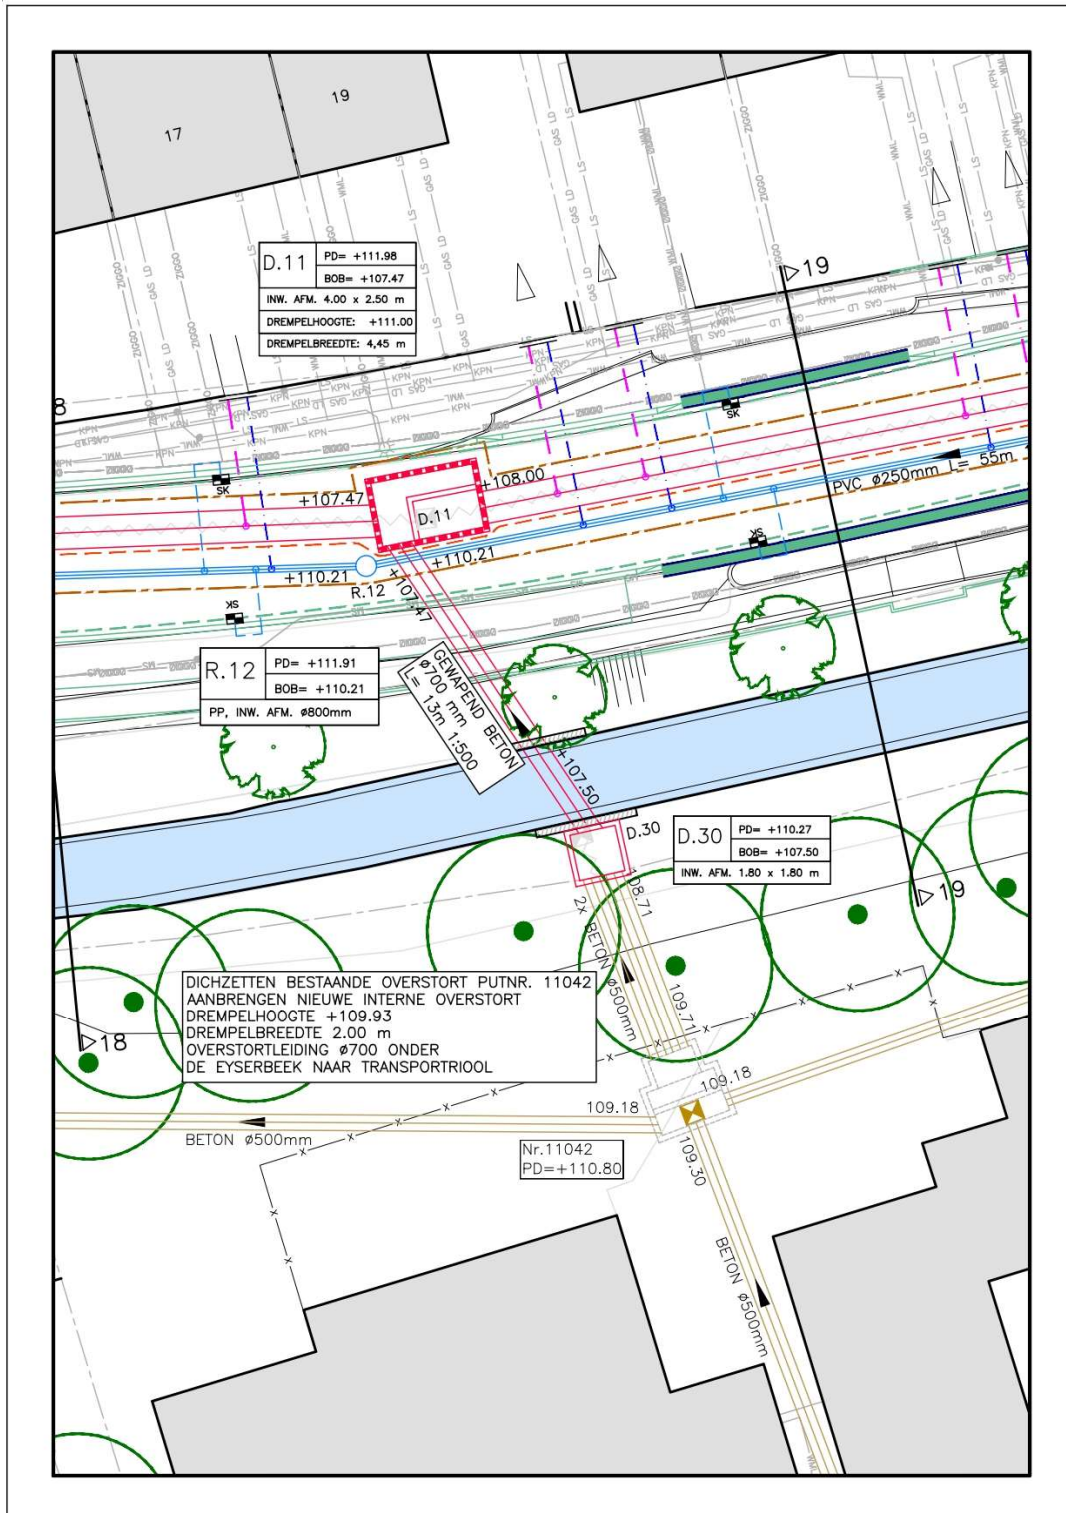 17
19
D.11
PD= +111.98
BOB= +107.47
INW. AFM. 4.00 x 2.50 m
DREMPELHOOGTE: +111.00
DREMPELBREEDTE: 4,45 m
19
8
SK
SK
+107.47
+108.00
D.11
PVC ø250mm L= 55m
SK
+110.21
+110.21
R.12
+107.47
SK
R.12
PD= +111.91
BOB= +110.21
PP, INW. AFM. ø800mm
GEWAPEND BETON
ø700 mm
L= 13m 1:500
+107.50
D.30
D.30
PD= +110.27
BOB= +107.50
INW. AFM. 1.80 x 1.80 m
108.71
2x BETON ø500mm
109.71
19
DICHZETTEN BESTAANDE OVERSTORT PUTNR. 11042
AANBRENGEN NIEUWE INTERNE OVERSTORT
DREMPELHOOGTE +109.93
DREMPELBREEDTE 2.00 m
OVERSTORTLEIDING ø700 ONDER
DE EYSERBEEK NAAR TRANSPORTRIOOL
18
109.18
109.18
BETON ø500mm
Nr.11042
PD=+110.80
109.30
BETON ø500mm